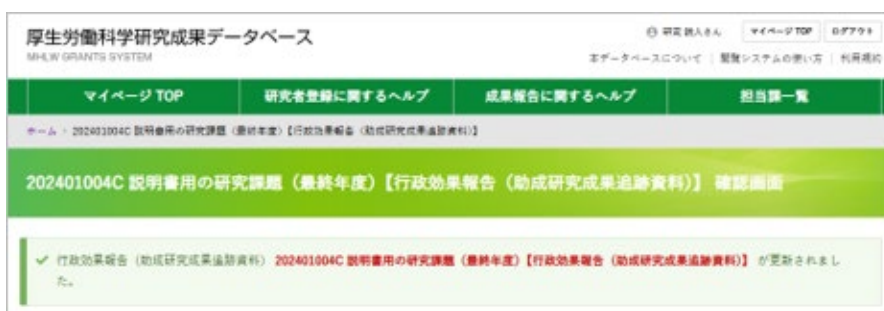 厚生労働科学研究成果データベース
MHLW GRANTS SYSTEM
研究 読人さん マイページTOP ログアウト
本データベースについて 閲覧システムの使い方 利用規約
マイページ TOP 研究者登録に関するヘルプ 成果報告に関するヘルプ 担当課一覧
ホーム › 202401004C 説明書用の研究課題（最終年度）【行政効果報告（助成研究成果追跡資料）】
202401004C 説明書用の研究課題（最終年度）【行政効果報告（助成研究成果追跡資料）】 確認画面
✓ 行政効果報告（助成研究成果追跡資料） 202401004C 説明書用の研究課題（最終年度）【行政効果報告（助成研究成果追跡資料）】 が更新されまし
た。